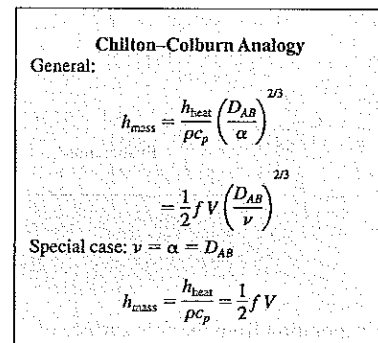 Chilton–Colburn Analogy
General:
h_mass = h_heat / ρc_p (D_AB / α)^2/3
= 1/2 f V (D_AB / ν)^2/3
Special case: ν = α = D_AB
h_mass = h_heat / ρc_p = 1/2 f V